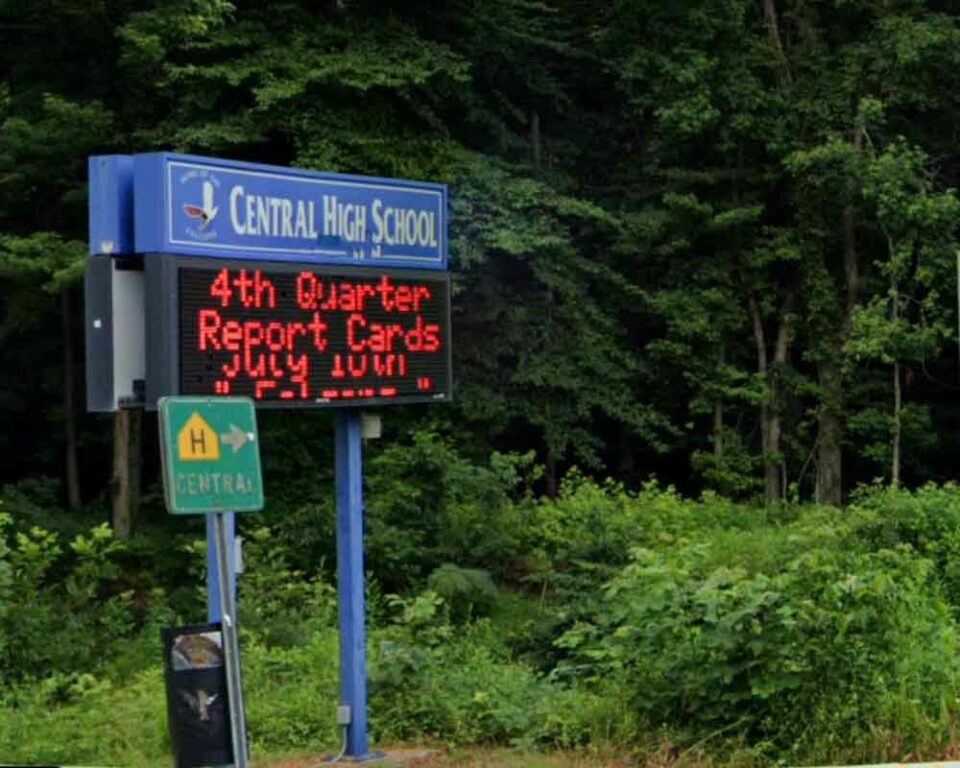 CENTRAL HIGH SCHOOL
4th Quarter
Report Cards
July 10th
H
CENTRAL